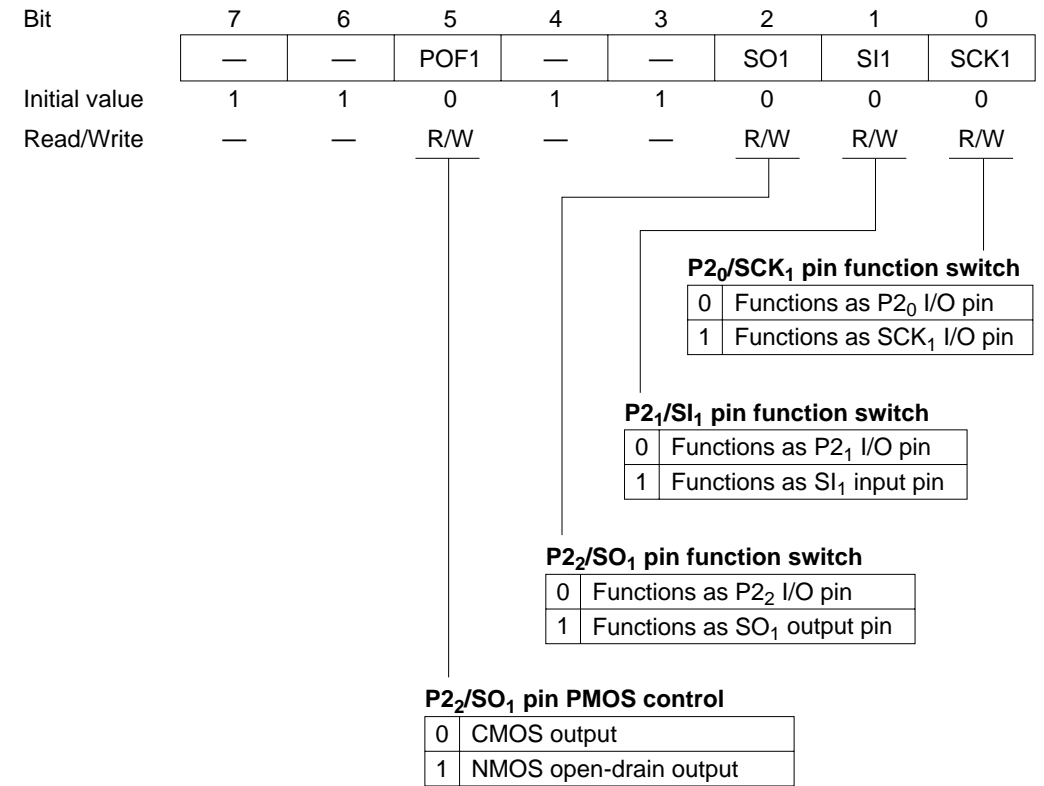 Bit 7 6 5 4 3 2 1 0
— — POF1 — — SO1 SI1 SCK1
Initial value 1 1 0 1 1 0 0 0
Read/Write — — R/W — — R/W R/W R/W
P2₀/SCK₁ pin function switch
0 Functions as P2₀ I/O pin
1 Functions as SCK₁ I/O pin
P2₁/SI₁ pin function switch
0 Functions as P2₁ I/O pin
1 Functions as SI₁ input pin
P2₂/SO₁ pin function switch
0 Functions as P2₂ I/O pin
1 Functions as SO₁ output pin
P2₂/SO₁ pin PMOS control
0 CMOS output
1 NMOS open-drain output